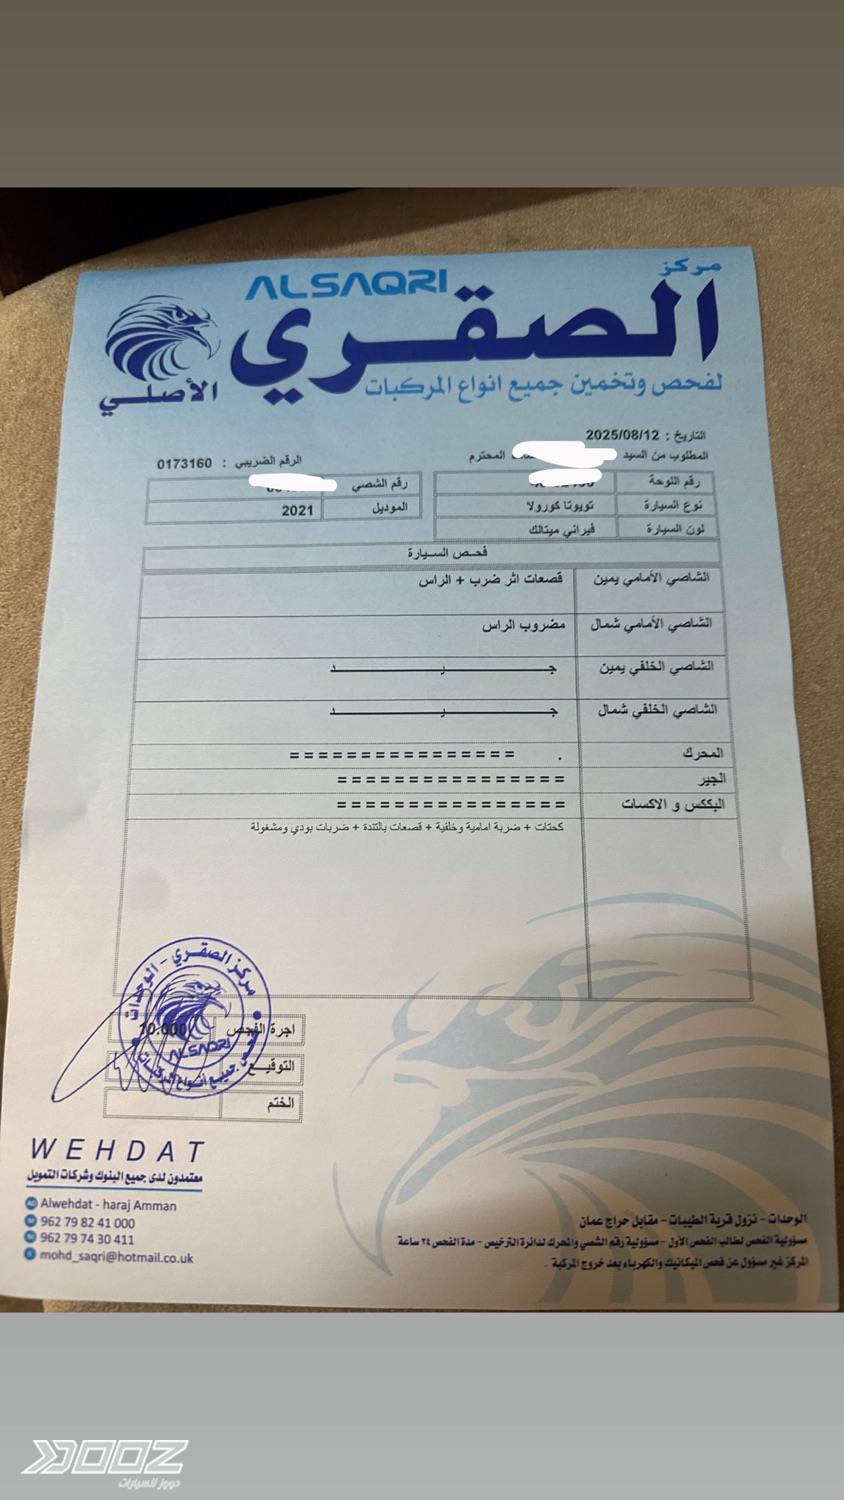 مركز
ALSAQRI
الصقري
الأصلي
لفحص وتخمين جميع انواع المركبات
التاريخ : 2025/08/12
المطلوب من السيد المحترم
الرقم الضريبي : 0173160
رقم اللوحة
رقم الشصي
نوع السيارة تويوتا كورولا
الموديل 2021
لون السيارة فيراني ميتالك
فحص السيارة
الشاصي الأمامي يمين قصعات اثر ضرب + الراس
الشاصي الأمامي شمال مضروب الراس
الشاصي الخلفي يمين جـــــــــــرـــــــــــد
الشاصي الخلفي شمال جـــــــــــرـــــــــــد
المحرك . = = = = = = = = = = = = = = = =
الجير = = = = = = = = = = = = = = = =
البكس و الاكسات = = = = = = = = = = = = = = = =
كحتات + ضربة امامية وخلفية + قصعات بالتندة + ضربات بودي ومشغولة
مركز الصقري - الوحدات
ALSAQRI
لفحص جميع انواع المركبات
اجرة الفحص 10.000
التوقيع
الختم
WEHDAT
معتمدون لدى جميع البنوك وشركات التمويل
Alwehdat - haraj Amman
962 79 82 41 000
962 79 74 30 411
mohd_saqri@hotmail.co.uk
الوحدات - نزول قرية الطيبات - مقابل حراج عمان
مسؤولية الفحص لطالب الفحص الأول - مسؤولية رقم الشصي والمحرك لدائرة الترخيص - مدة الفحص ٢٤ ساعة
المركز غير مسؤول عن فحص الميكانيك والكهرباء بعد خروج المركبة .
DOOZ
دووز للسيارات